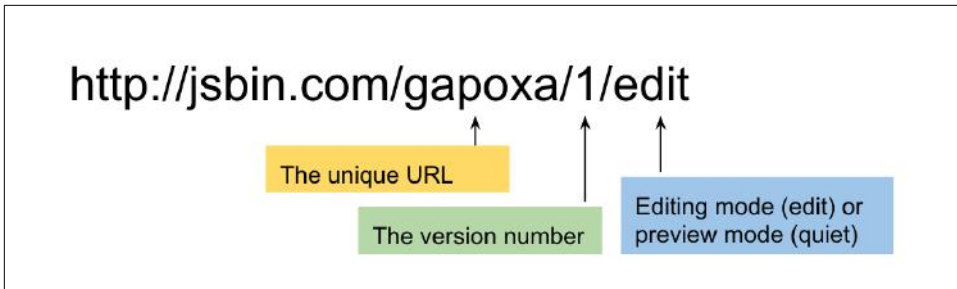 http://jsbin.com/gapoxa/1/edit
The unique URL
The version number
Editing mode (edit) or
preview mode (quiet)